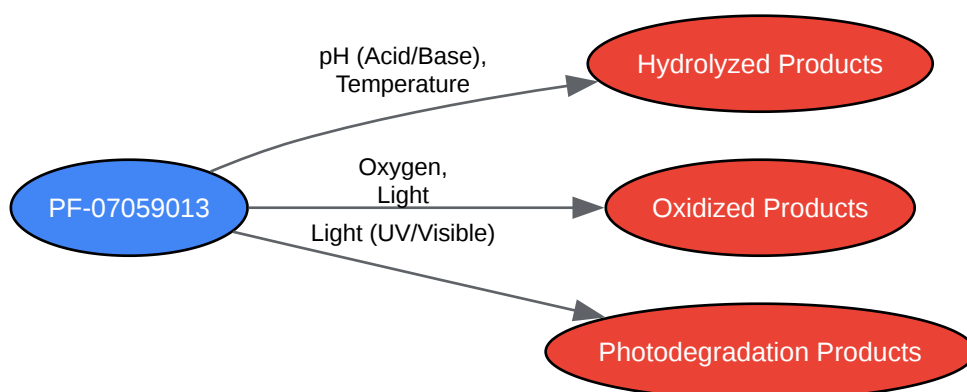 pH (Acid/Base),
Temperature
Hydrolyzed Products
PF-07059013
Oxygen,
Light
Oxidized Products
Light (UV/Visible)
Photodegradation Products